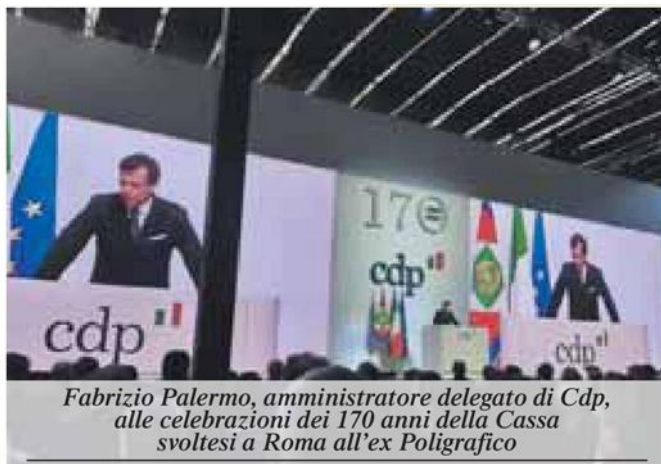 170
cdp
cdp
cdp
Fabrizio Palermo, amministratore delegato di Cdp,
alle celebrazioni dei 170 anni della Cassa
svoltesi a Roma all'ex Poligrafico